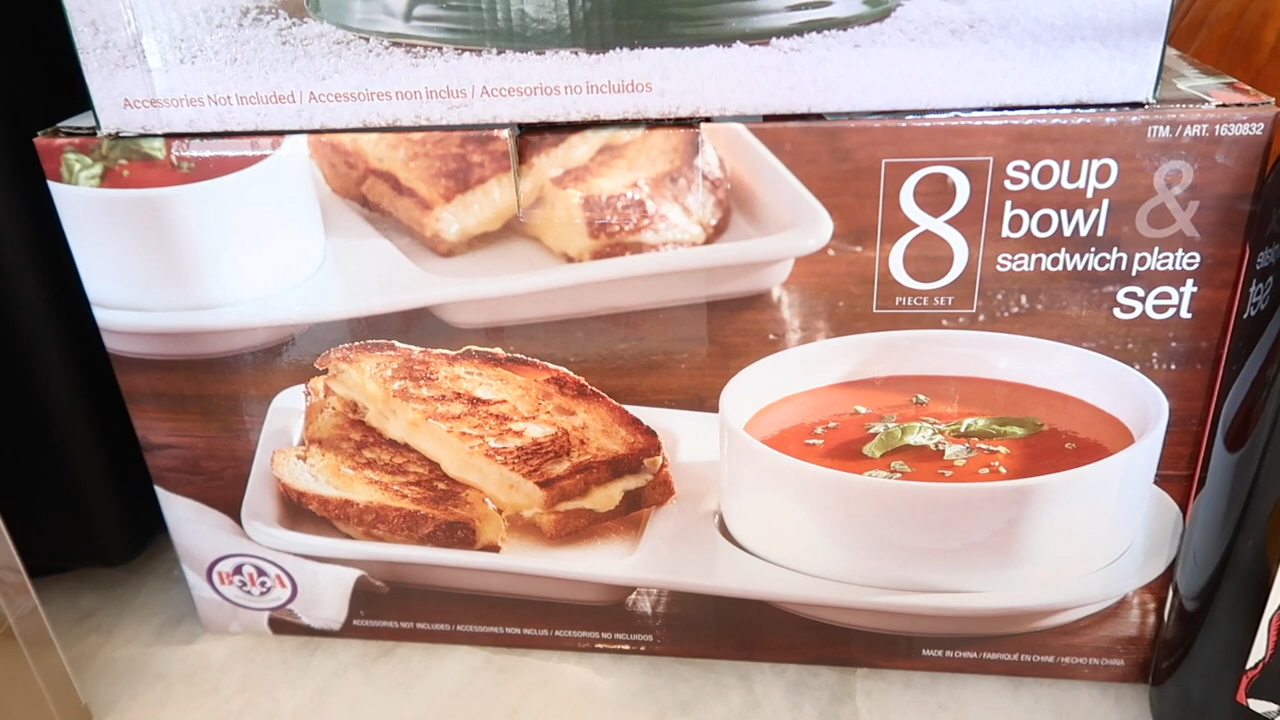 Accessories Not Included / Accessoires non inclus / Accesorios no incluidos
ITM. / ART. 1630832
8
PIECE SET
soup
bowl &
sandwich plate
set
BIA
ACCESSORIES NOT INCLUDED / ACCESSOIRES NON INCLUS / ACCESORIOS NO INCLUIDOS
MADE IN CHINA / FABRIQUÉ EN CHINE / HECHO EN CHINA